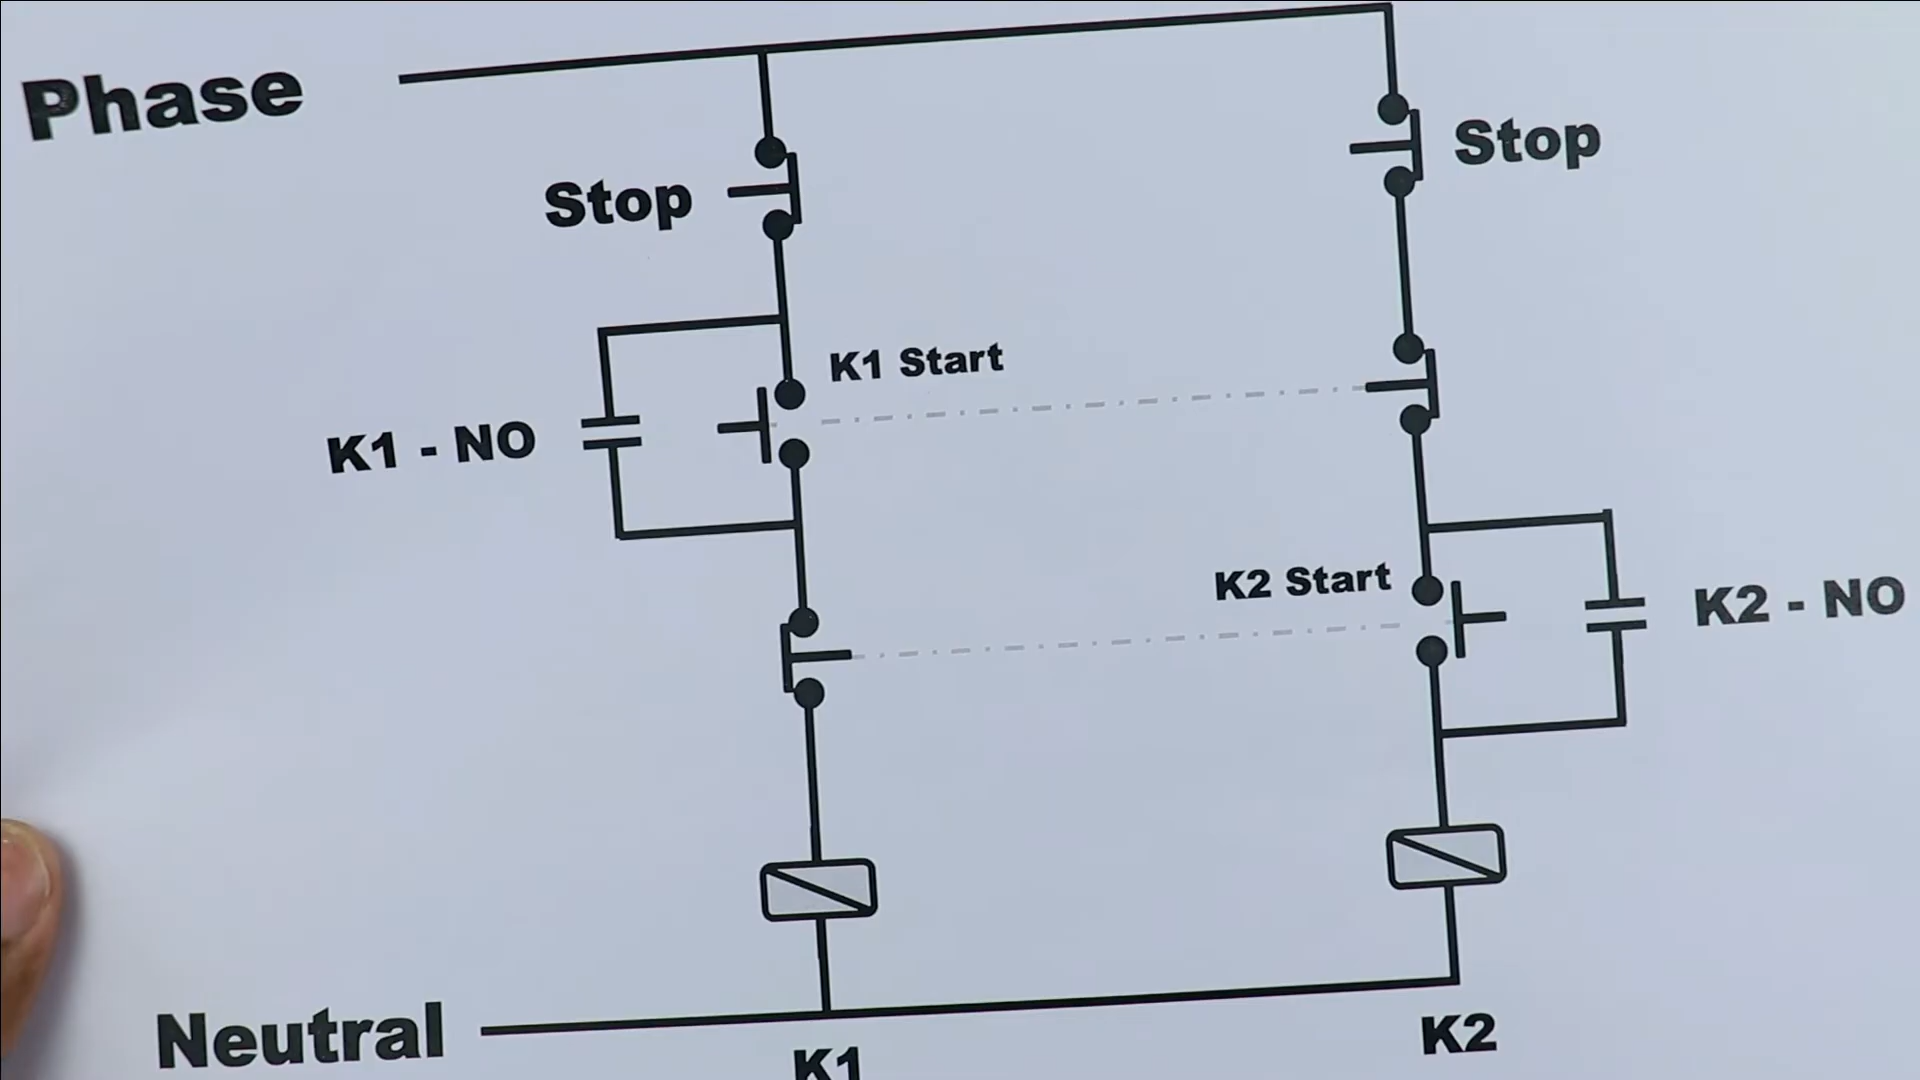 Phase
Stop
Stop
K1 Start
K1 - NO
K2 Start
K2 - NO
Neutral
K1
K2